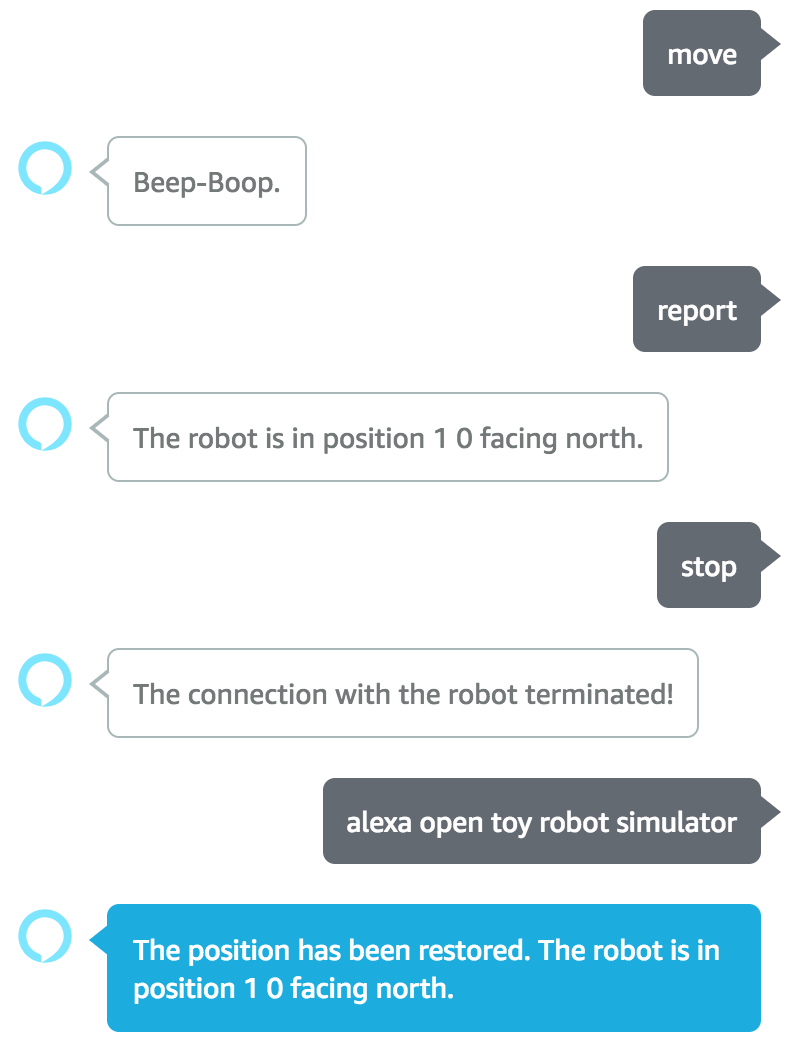 move
Beep-Boop.
report
The robot is in position 1 0 facing north.
stop
The connection with the robot terminated!
alexa open toy robot simulator
The position has been restored. The robot is in
position 1 0 facing north.